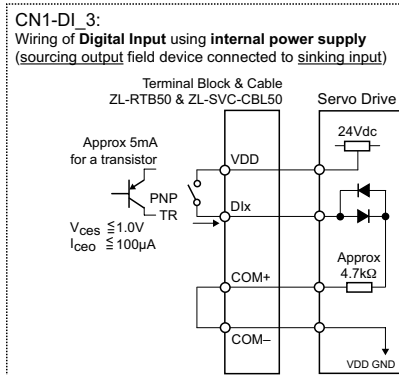 CN1-DI_3:
Wiring of Digital Input using internal power supply
(sourcing output field device connected to sinking input)
Terminal Block & Cable
ZL-RTB50 & ZL-SVC-CBL50
Servo Drive
24Vdc
Approx 5mA
for a transistor
VDD
PNP
TR
DIx
Vces ≦1.0V
Iceo ≦100µA
Approx
4.7kΩ
COM+
COM–
VDD GND